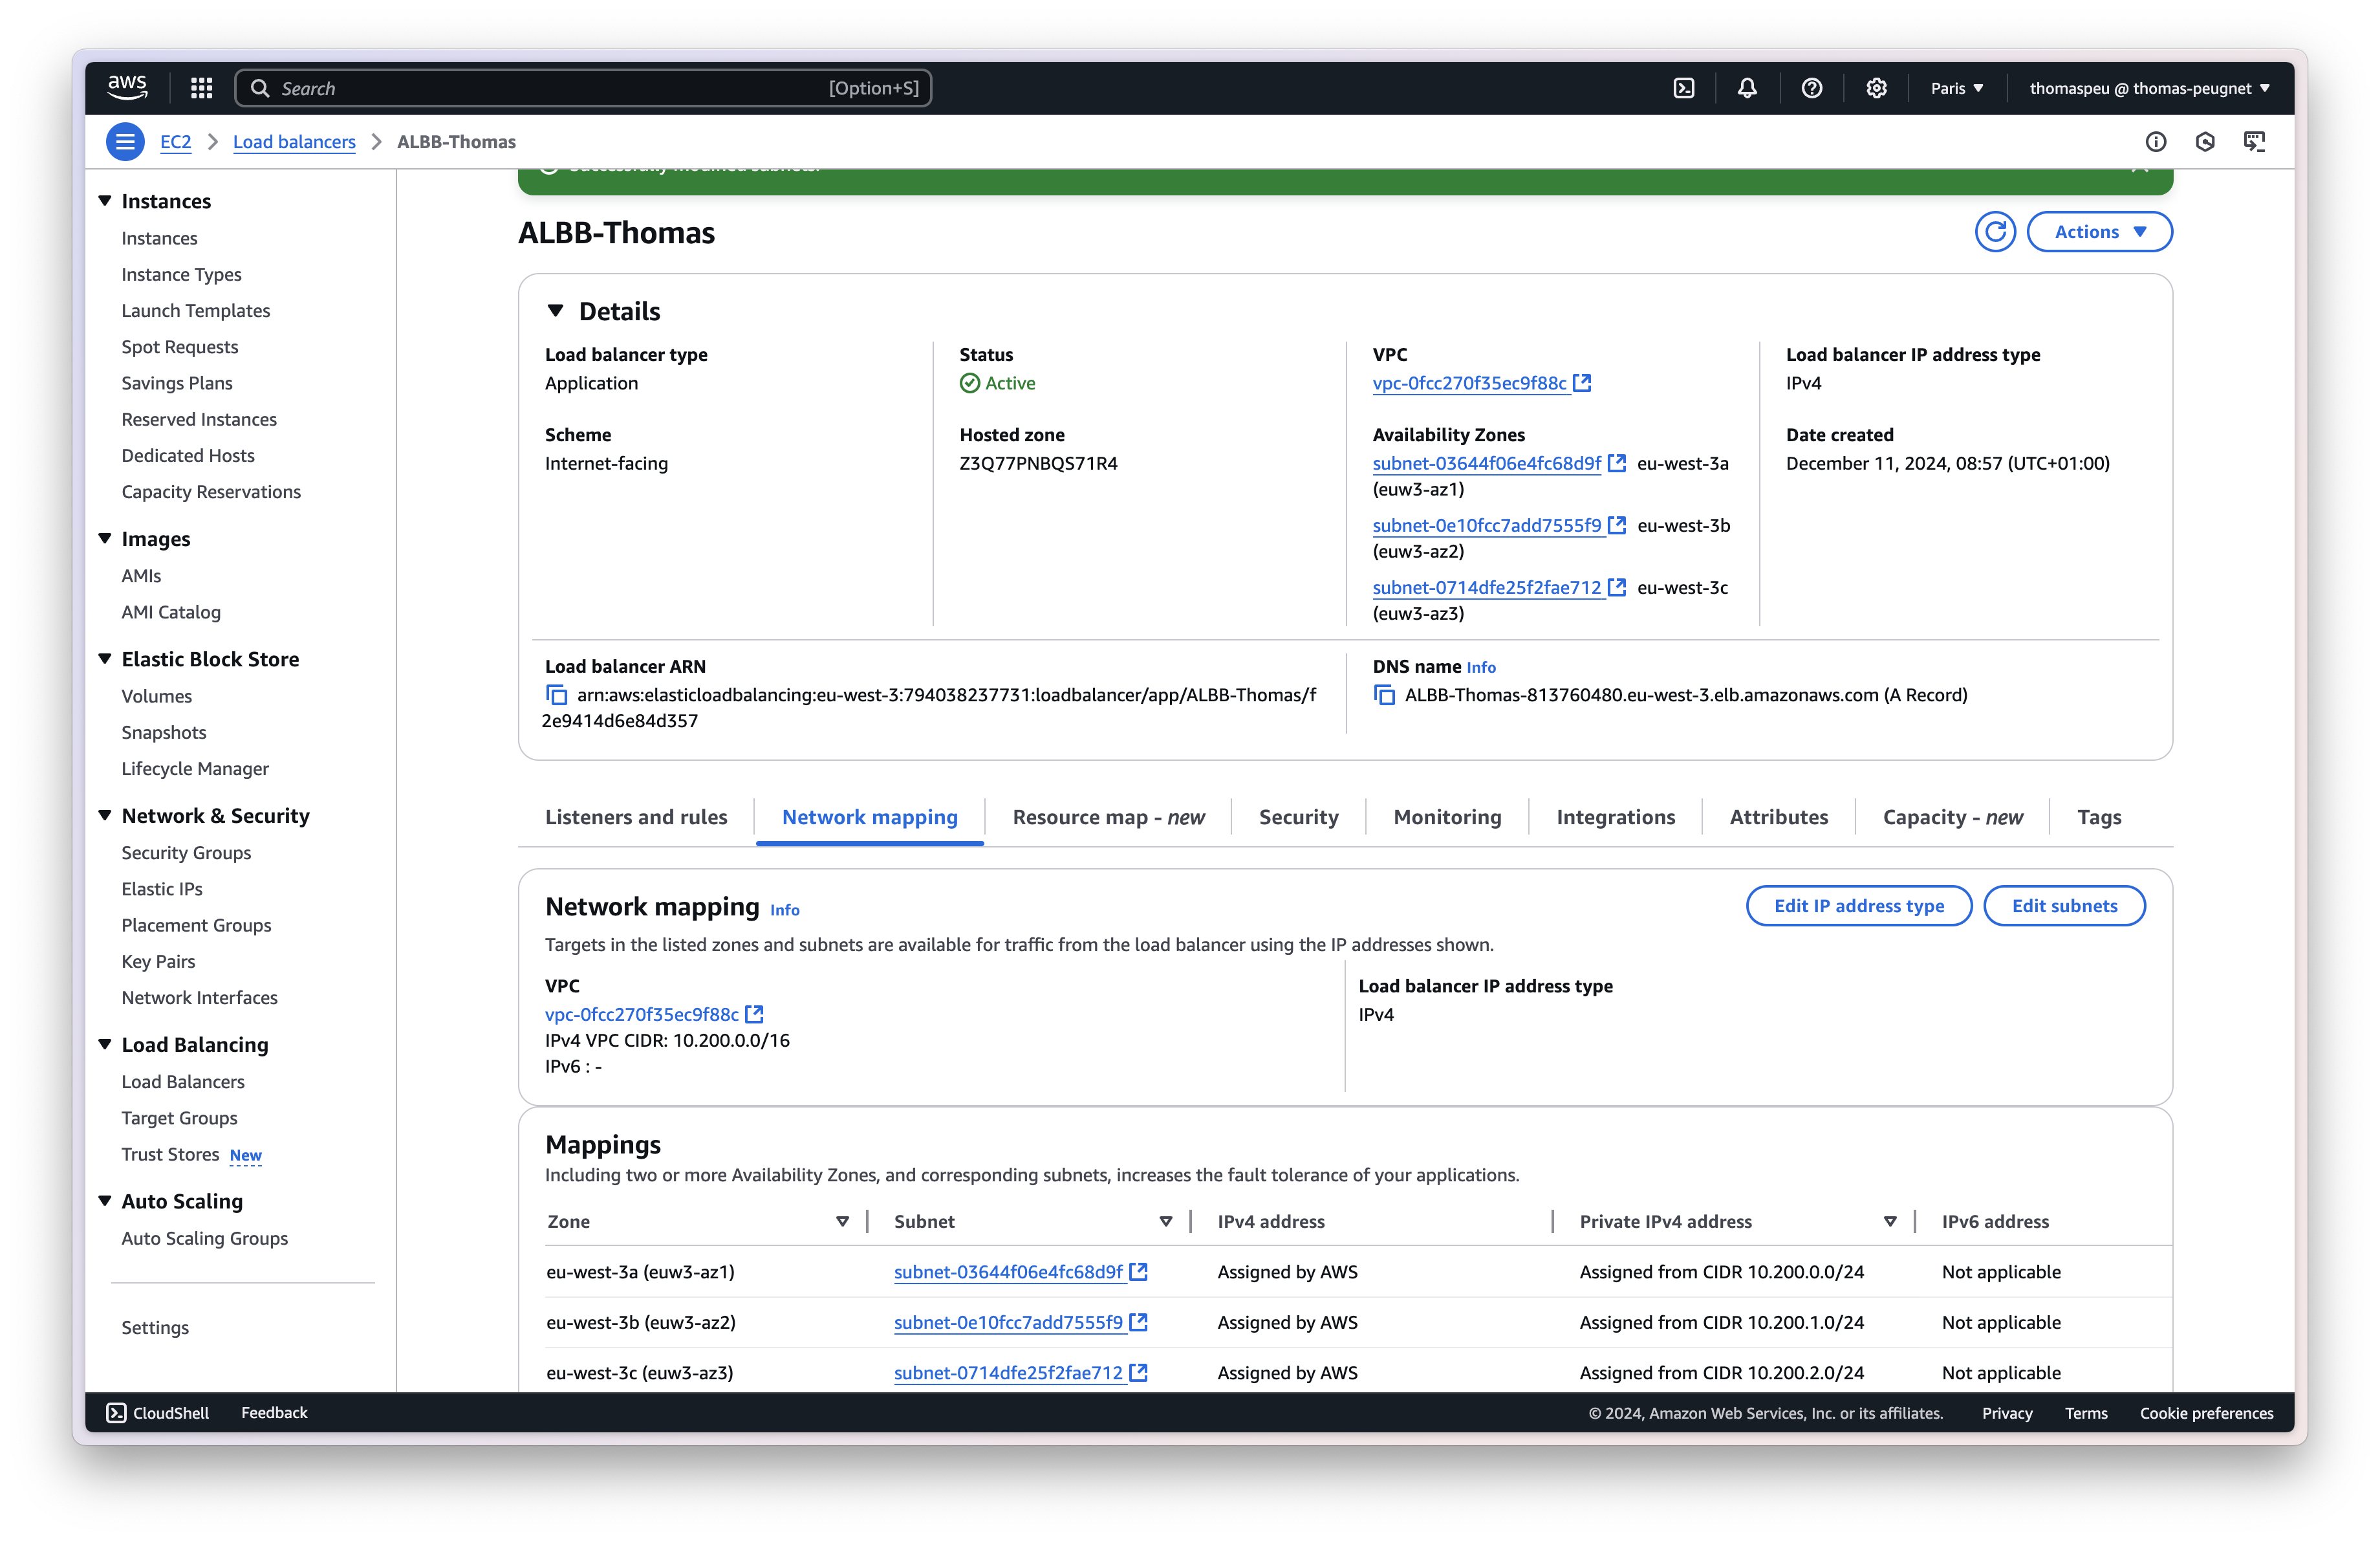 aws
Search [Option+S]
Paris
thomaspeu @ thomas-peugnet
EC2 Load balancers ALBB-Thomas
Instances
Instances
Instance Types
Launch Templates
Spot Requests
Savings Plans
Reserved Instances
Dedicated Hosts
Capacity Reservations
Images
AMIs
AMI Catalog
Elastic Block Store
Volumes
Snapshots
Lifecycle Manager
Network & Security
Security Groups
Elastic IPs
Placement Groups
Key Pairs
Network Interfaces
Load Balancing
Load Balancers
Target Groups
Trust Stores New
Auto Scaling
Auto Scaling Groups
Settings
Successfully modified subnets.
ALBB-Thomas
Actions
Details
Load balancer type
Application
Scheme
Internet-facing
Status
Active
Hosted zone
Z3Q77PNBQS71R4
VPC
vpc-0fcc270f35ec9f88c
Availability Zones
subnet-03644f06e4fc68d9f eu-west-3a
(euw3-az1)
subnet-0e10fcc7add7555f9 eu-west-3b
(euw3-az2)
subnet-0714dfe25f2fae712 eu-west-3c
(euw3-az3)
Load balancer IP address type
IPv4
Date created
December 11, 2024, 08:57 (UTC+01:00)
Load balancer ARN
arn:aws:elasticloadbalancing:eu-west-3:794038237731:loadbalancer/app/ALBB-Thomas/f
2e9414d6e84d357
DNS name Info
ALBB-Thomas-813760480.eu-west-3.elb.amazonaws.com (A Record)
Listeners and rules Network mapping Resource map - new Security Monitoring Integrations Attributes Capacity - new Tags
Network mapping Info
Edit IP address type Edit subnets
Targets in the listed zones and subnets are available for traffic from the load balancer using the IP addresses shown.
VPC
vpc-0fcc270f35ec9f88c
IPv4 VPC CIDR: 10.200.0.0/16
IPv6 : -
Load balancer IP address type
IPv4
Mappings
Including two or more Availability Zones, and corresponding subnets, increases the fault tolerance of your applications.
Zone Subnet IPv4 address Private IPv4 address IPv6 address
eu-west-3a (euw3-az1) subnet-03644f06e4fc68d9f Assigned by AWS Assigned from CIDR 10.200.0.0/24 Not applicable
eu-west-3b (euw3-az2) subnet-0e10fcc7add7555f9 Assigned by AWS Assigned from CIDR 10.200.1.0/24 Not applicable
eu-west-3c (euw3-az3) subnet-0714dfe25f2fae712 Assigned by AWS Assigned from CIDR 10.200.2.0/24 Not applicable
CloudShell Feedback © 2024, Amazon Web Services, Inc. or its affiliates. Privacy Terms Cookie preferences